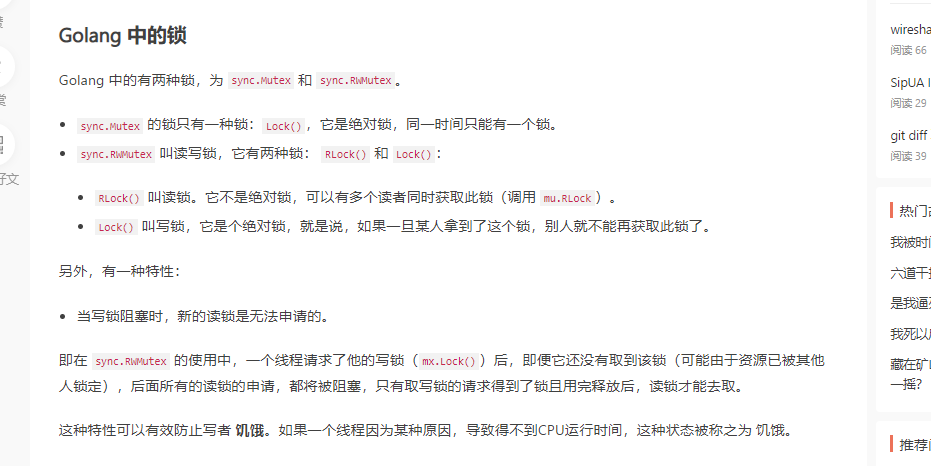 Golang 中的锁
Golang 中的有两种锁，为 sync.Mutex 和 sync.RWMutex。
sync.Mutex 的锁只有一种锁：Lock()，它是绝对锁，同一时间只能有一个锁。
sync.RWMutex 叫读写锁，它有两种锁： RLock() 和 Lock()：
RLock() 叫读锁。它不是绝对锁，可以有多个读者同时获取此锁（调用 mu.RLock ）。
Lock() 叫写锁，它是个绝对锁，就是说，如果一旦某人拿到了这个锁，别人就不能再获取此锁了。
另外，有一种特性：
当写锁阻塞时，新的读锁是无法申请的。
即在 sync.RWMutex 的使用中，一个线程请求了他的写锁（ mx.Lock() ）后，即便它还没有取到该锁（可能由于资源已被其他
人锁定），后面所有的读锁的申请，都将被阻塞，只有取写锁的请求得到了锁且用完释放后，读锁才能去取。
这种特性可以有效防止写者 饥饿。如果一个线程因为某种原因，导致得不到CPU运行时间，这种状态被称之为 饥饿。
赏
好文
wiresha
阅读 66
SipUA
阅读 29
git diff
阅读 39
热门
我被时
六道干
是我逼
我死以
藏在矿
一摇？
推荐